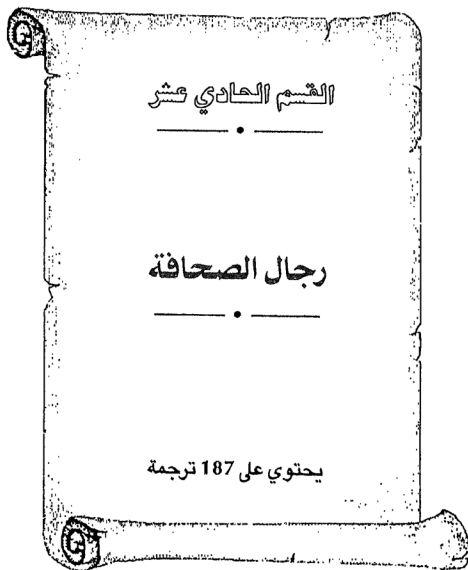 القسم الحادي عشر
رجال الصحافة
يحتوي على 187 ترجمة